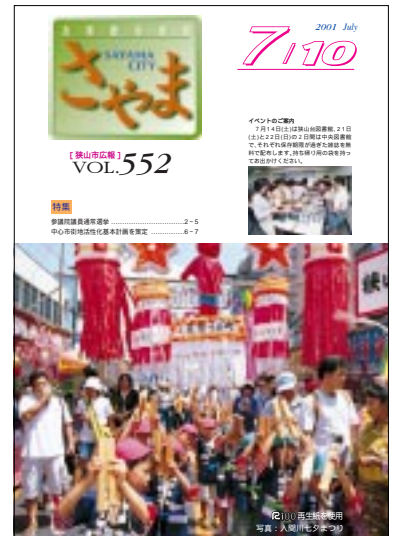 SAYAMA
CITY
さやま
[ 狭山市広報 ]
VOL.552
2001 July
7/10
イベントのご案内
7月14日(土)は狭山台図書館、21日
(土)と22日(日)の2日間は中央図書館
で、それぞれ保存期限が過ぎた雑誌を無
料で配布します。持ち帰り用の袋を持っ
てお出かけください。
特集
参議院議員通常選挙 ........................2-5
中心市街地活性化基本計画を策定 ...........6-7
R100 再生紙を使用
写真：入間川七夕まつり